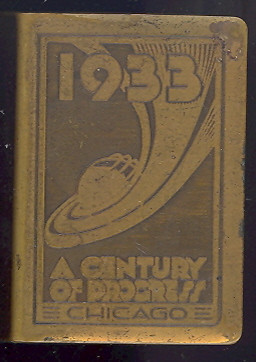 1933
A CENTURY
OF PROGRESS
CHICAGO